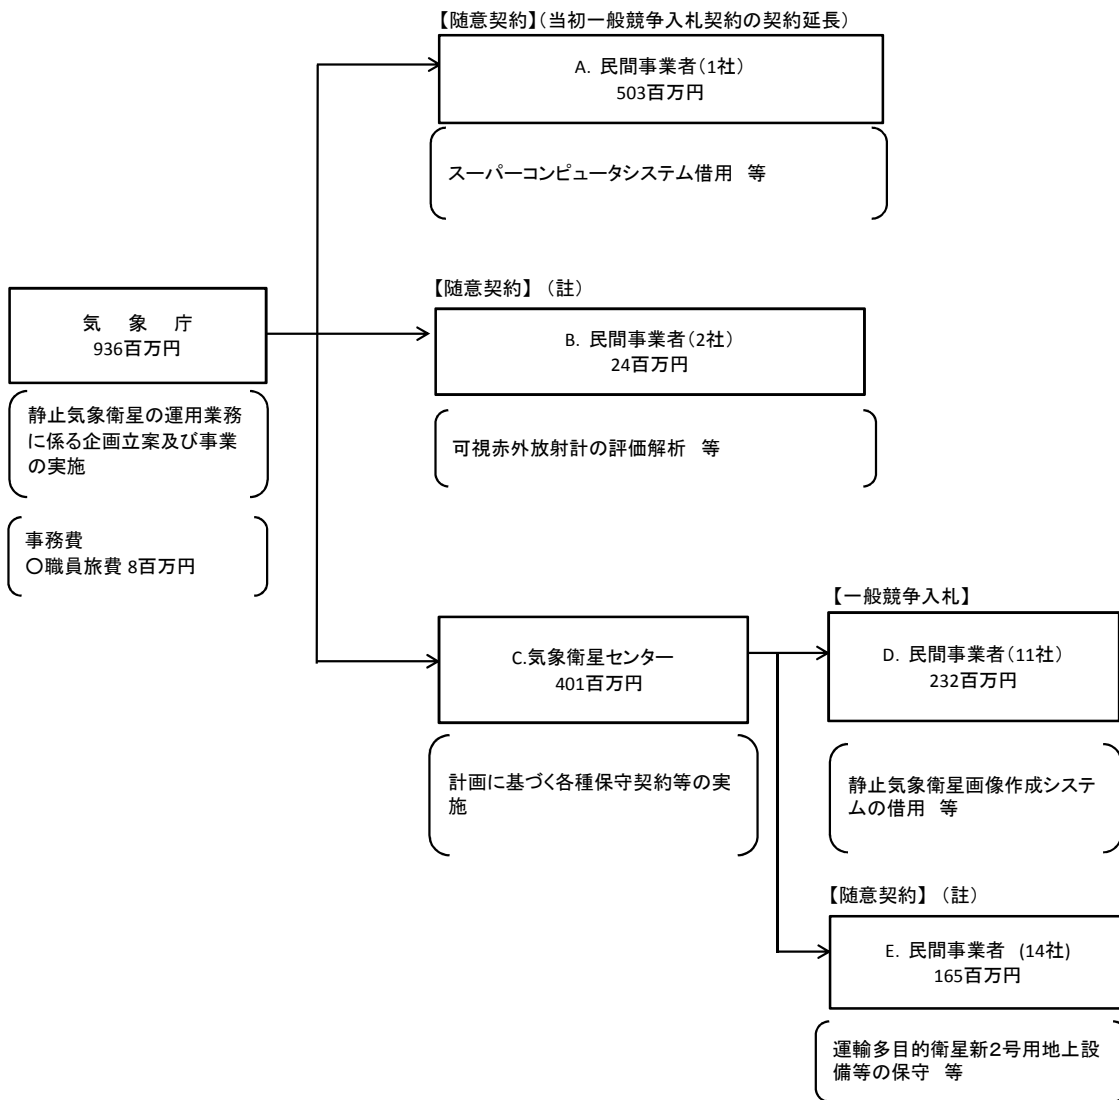 【随意契約】(当初一般競争入札契約の契約延長)
A. 民間事業者(1社)
503百万円
スーパーコンピュータシステム借用 等
【随意契約】(註)
B. 民間事業者(2社)
24百万円
可視赤外放射計の評価解析 等
気 象 庁
936百万円
静止気象衛星の運用業務
に係る企画立案及び事業
の実施
事務費
○職員旅費 8百万円
C.気象衛星センター
401百万円
計画に基づく各種保守契約等の実
施
【一般競争入札】
D. 民間事業者(11社)
232百万円
静止気象衛星画像作成システ
ムの借用 等
【随意契約】(註)
E. 民間事業者 (14社)
165百万円
運輸多目的衛星新2号用地上設
備等の保守 等